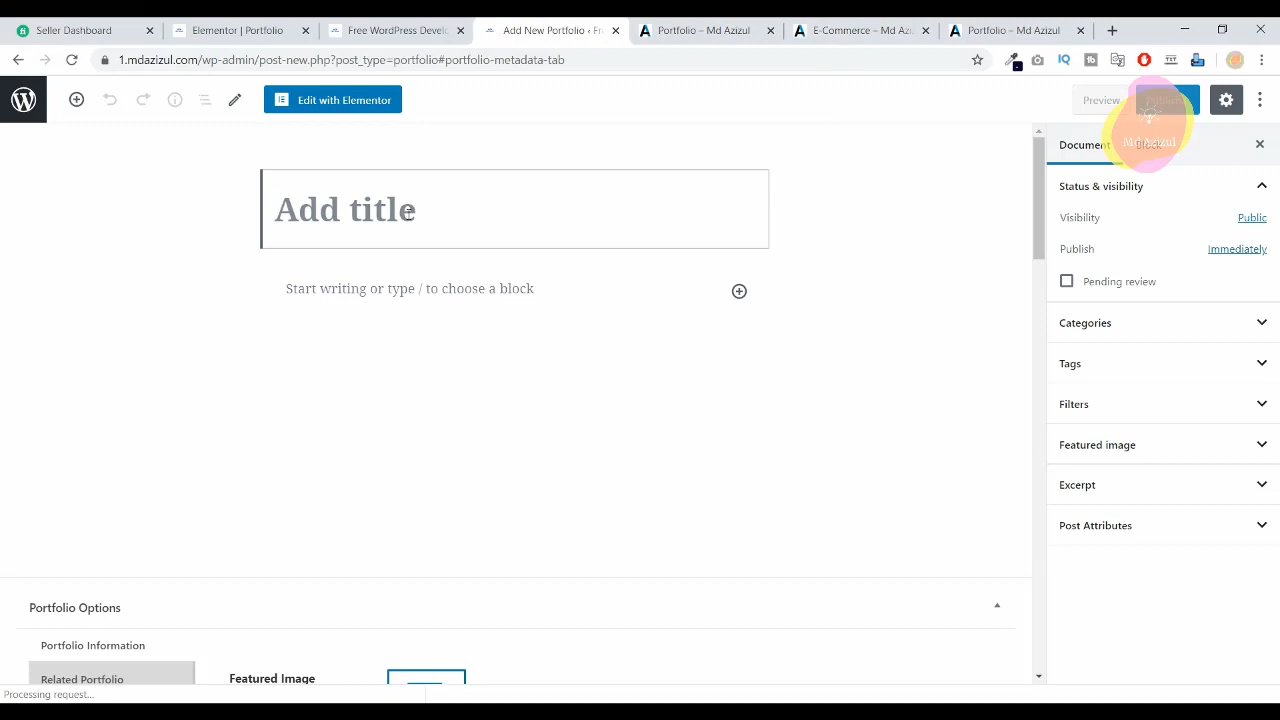 Seller Dashboard
Elementor | Portfolio
Free WordPress Develo
Add New Portfolio ‹ Fr
Portfolio – Md Azizul
E-Commerce – Md Azi
Portfolio – Md Azizul
1.mdazizul.com/wp-admin/post-new.php?post_type=portfolio#portfolio-metadata-tab
Edit with Elementor
Preview
Md Azizul
Add title
Start writing or type / to choose a block
Document
Status & visibility
Visibility
Public
Publish
Immediately
Pending review
Categories
Tags
Filters
Featured image
Excerpt
Post Attributes
Portfolio Options
Portfolio Information
Related Portfolio
Featured Image
Processing request...